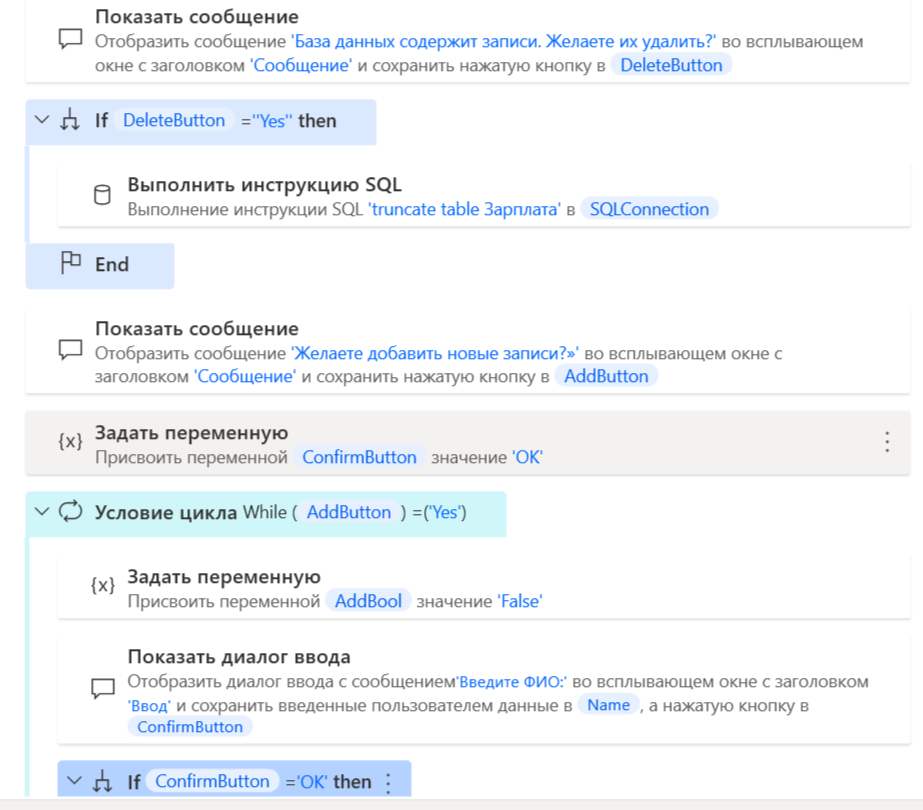 Показать сообщение
Отобразить сообщение 'База данных содержит записи. Желаете их удалить?' во всплывающем
окне с заголовком 'Сообщение' и сохранить нажатую кнопку в DeleteButton
If DeleteButton =''Yes'' then
Выполнить инструкцию SQL
Выполнение инструкции SQL 'truncate table Зарплата' в SQLConnection
End
Показать сообщение
Отобразить сообщение 'Желаете добавить новые записи?»' во всплывающем окне с
заголовком 'Сообщение' и сохранить нажатую кнопку в AddButton
{x} Задать переменную
Присвоить переменной ConfirmButton значение 'OK'
Условие цикла While ( AddButton ) =('Yes')
{x} Задать переменную
Присвоить переменной AddBool значение 'False'
Показать диалог ввода
Отобразить диалог ввода с сообщением'Введите ФИО:' во всплывающем окне с заголовком
'Ввод' и сохранить введенные пользователем данные в Name , а нажатую кнопку в
ConfirmButton
If ConfirmButton ='OK' then